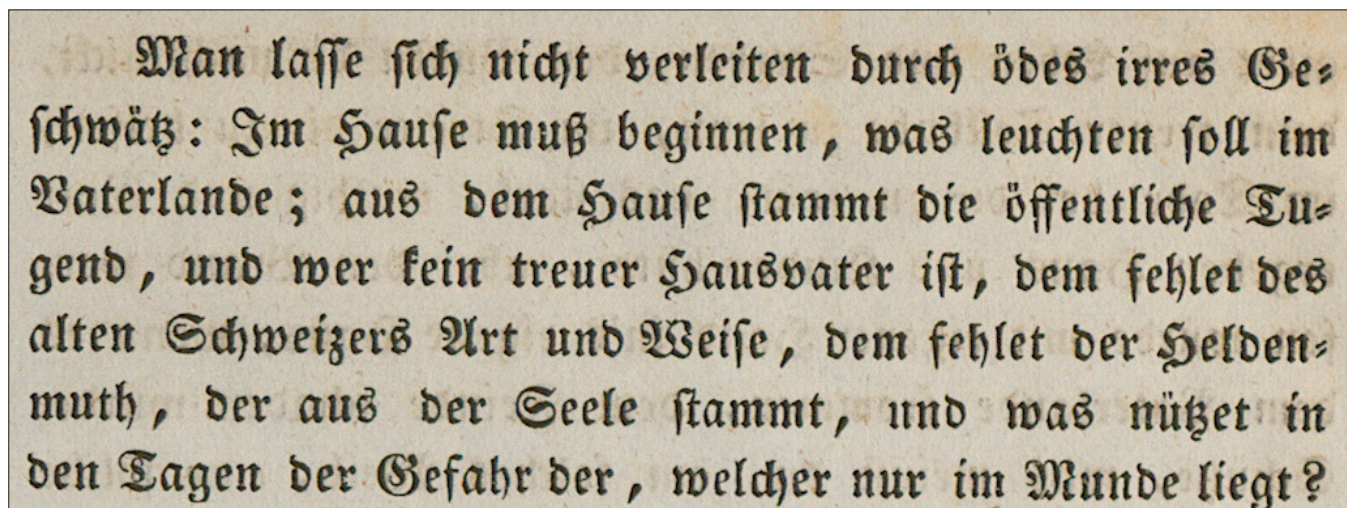 Man lasse sich nicht verleiten durch ödes irres Ge⸗
schwätz: Im Hause muß beginnen, was leuchten soll im
Vaterlande; aus dem Hause stammt die öffentliche Tu⸗
gend, und wer kein treuer Hausvater ist, dem fehlet des
alten Schweizers Art und Weise, dem fehlet der Helden⸗
muth, der aus der Seele stammt, und was nützet in
den Tagen der Gefahr der, welcher nur im Munde liegt?